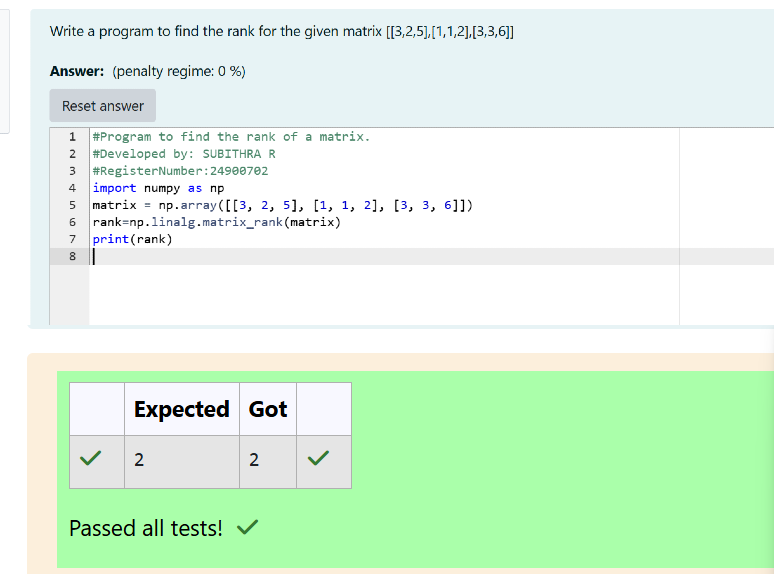 Write a program to find the rank for the given matrix [[3,2,5],[1,1,2],[3,3,6]]
Answer: (penalty regime: 0 %)
Reset answer
1 #Program to find the rank of a matrix.
2 #Developed by: SUBITHRA R
3 #RegisterNumber:24900702
4 import numpy as np
5 matrix = np.array([[3, 2, 5], [1, 1, 2], [3, 3, 6]])
6 rank=np.linalg.matrix_rank(matrix)
7 print(rank)
8
Expected Got
2 2
Passed all tests!